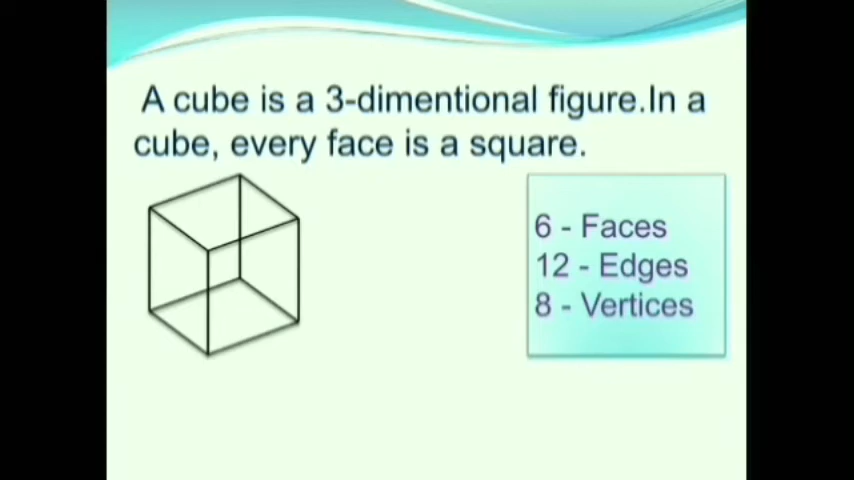 A cube is a 3-dimentional figure.In a
cube, every face is a square.
6 - Faces
12 - Edges
8 - Vertices